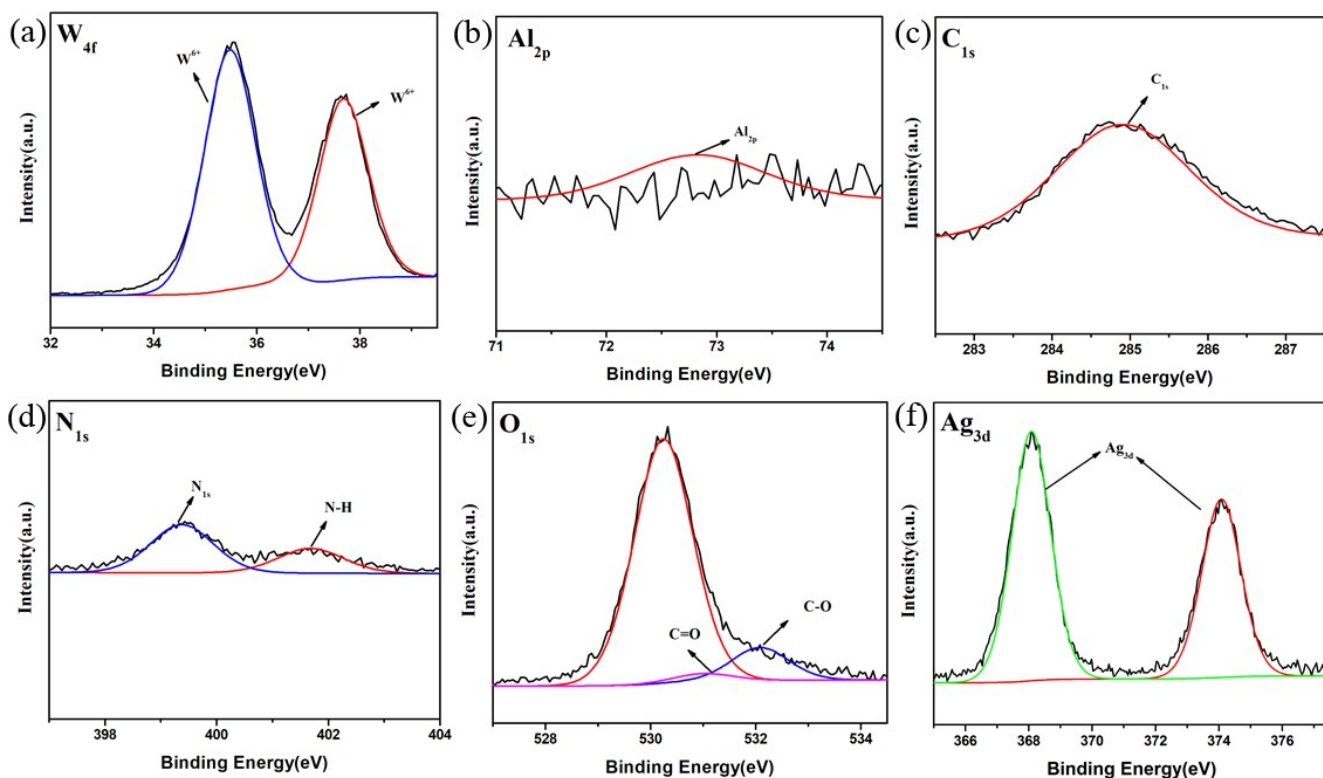 (a) W4f
W6+
W6+
Intensity(a.u.)
32 34 36 38
Binding Energy(eV)
(b) Al2p
Al2p
Intensity(a.u.)
71 72 73 74
Binding Energy(eV)
(c) C1s
C1s
Intensity(a.u.)
283 284 285 286 287
Binding Energy(eV)
(d) N1s
N1s
N-H
Intensity(a.u.)
398 400 402 404
Binding Energy(eV)
(e) O1s
C=O
C-O
Intensity(a.u.)
528 530 532 534
Binding Energy(eV)
(f) Ag3d
Ag3d
Intensity(a.u.)
366 368 370 372 374 376
Binding Energy(eV)